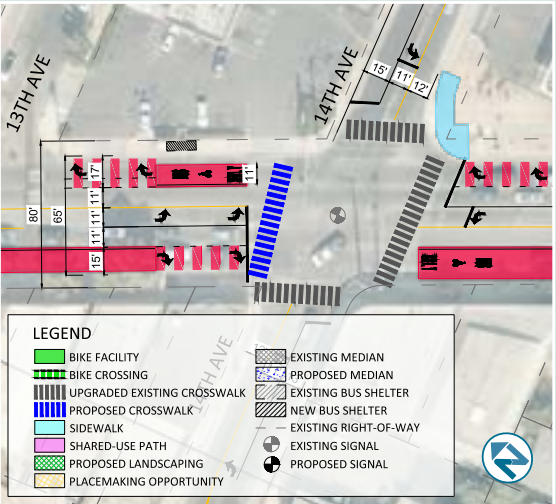 13TH AVE
14TH AVE
15'
11'
12'
17'
11'
11'
11'
15'
80'
65'
11'
14TH AVE
LEGEND
BIKE FACILITY
BIKE CROSSING
UPGRADED EXISTING CROSSWALK
PROPOSED CROSSWALK
SIDEWALK
SHARED-USE PATH
PROPOSED LANDSCAPING
PLACEMAKING OPPORTUNITY
EXISTING MEDIAN
PROPOSED MEDIAN
EXISTING BUS SHELTER
NEW BUS SHELTER
EXISTING RIGHT-OF-WAY
EXISTING SIGNAL
PROPOSED SIGNAL